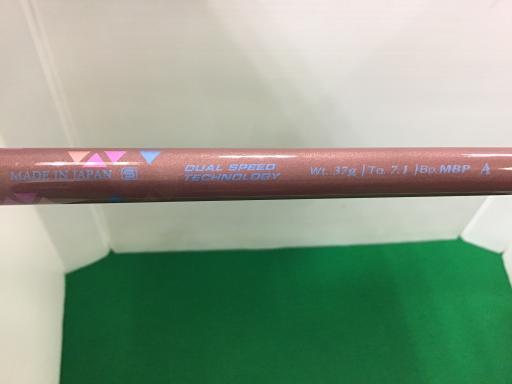 MADE IN JAPAN
DUAL SPEED
TECHNOLOGY
Wt. 37g | Tq. 7.1 | Bp. MBP A